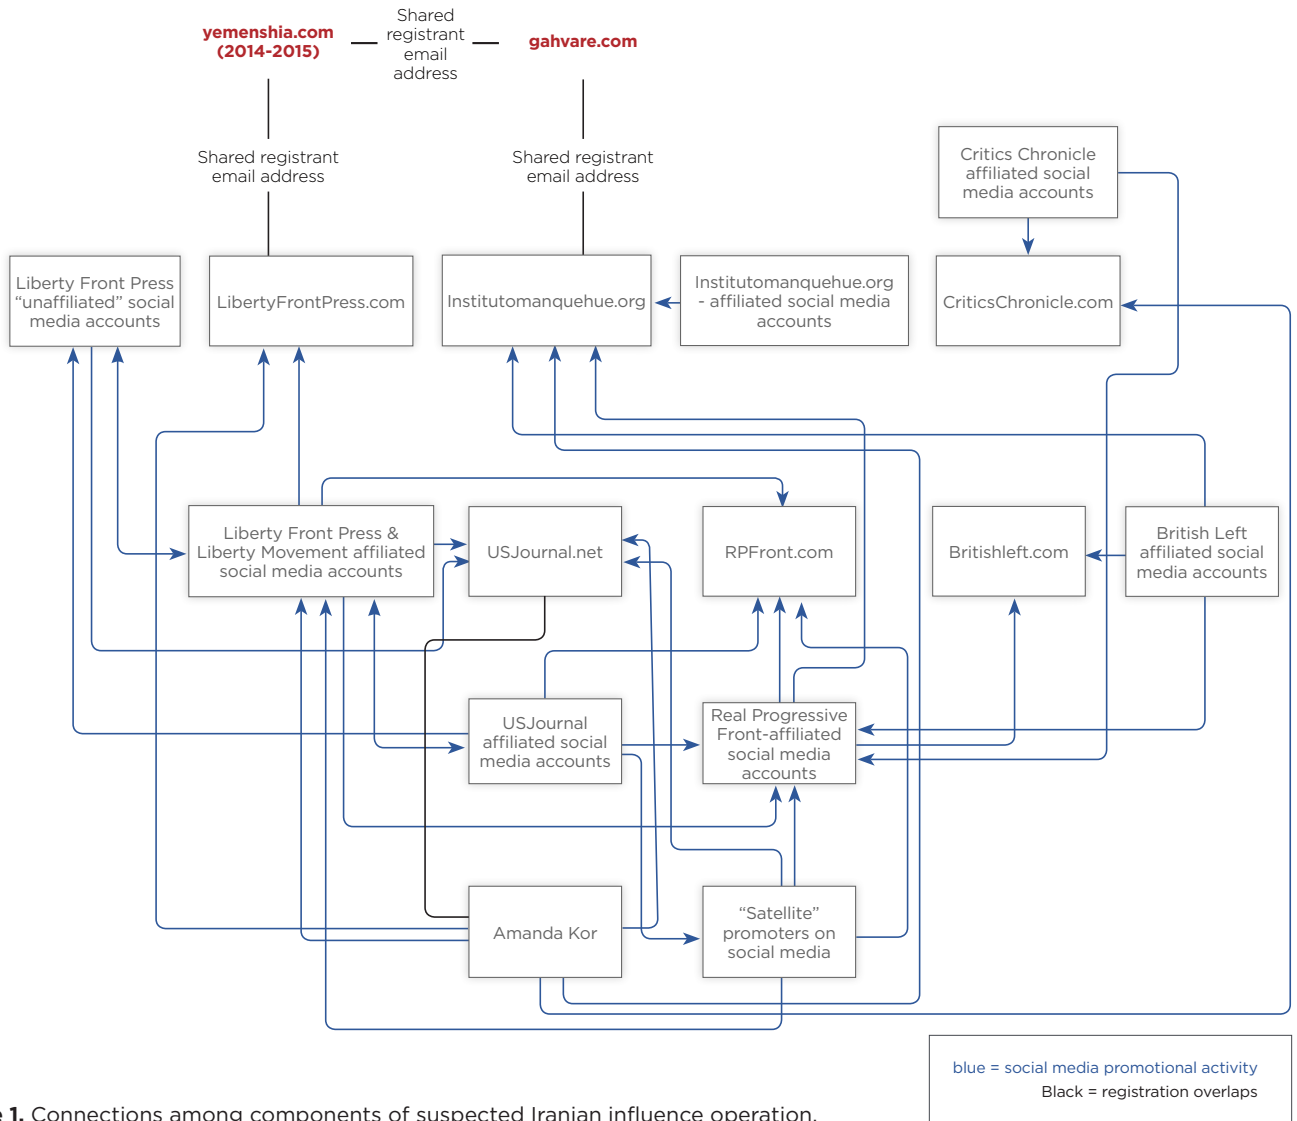 yemenshia.com
(2014-2015)
Shared
registrant
email
address
gahvare.com
Shared registrant
email address
Shared registrant
email address
Critics Chronicle
affiliated social
media accounts
Liberty Front Press
“unaffiliated” social
media accounts
LibertyFrontPress.com
Institutomanquehue.org
Institutomanquehue.org
- affiliated social media
accounts
CriticsChronicle.com
Liberty Front Press &
Liberty Movement affiliated
social media accounts
USJournal.net
RPFront.com
Britishleft.com
British Left
affiliated social
media accounts
USJournal
affiliated social
media accounts
Real Progressive
Front-affiliated
social media
accounts
Amanda Kor
“Satellite”
promoters on
social media
blue = social media promotional activity
Black = registration overlaps
e 1. Connections among components of suspected Iranian influence operation.